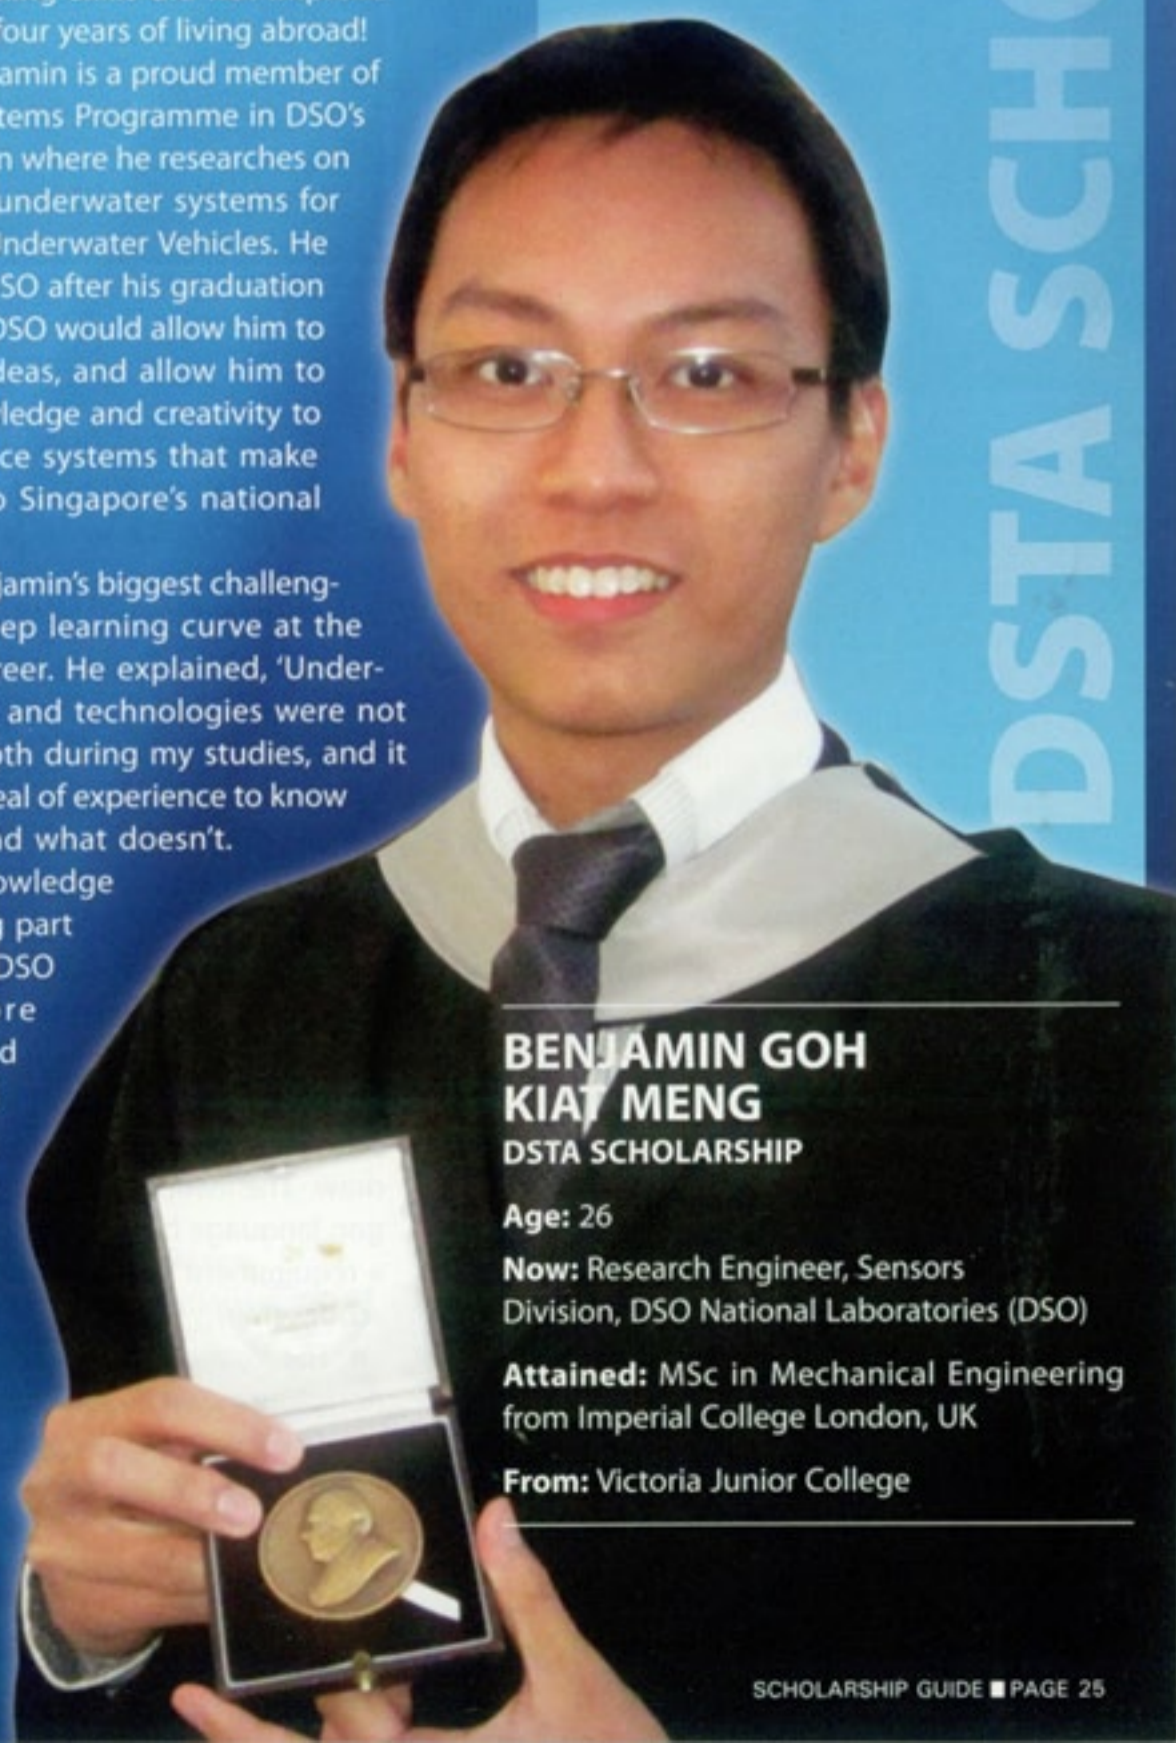 four years of living abroad!
amin is a proud member of
tems Programme in DSO's
n where he researches on
underwater systems for
nderwater Vehicles. He
SO after his graduation
DSO would allow him to
deas, and allow him to
ledge and creativity to
ce systems that make
o Singapore's national
jamin's biggest challeng-
ep learning curve at the
reer. He explained, 'Under-
and technologies were not
oth during my studies, and it
eal of experience to know
nd what doesn't.
owledge
g part
DSO
re
d
DSTA SCHO
BENJAMIN GOH
KIAT MENG
DSTA SCHOLARSHIP
Age: 26
Now: Research Engineer, Sensors
Division, DSO National Laboratories (DSO)
Attained: MSc in Mechanical Engineering
from Imperial College London, UK
From: Victoria Junior College
SCHOLARSHIP GUIDE ■ PAGE 25